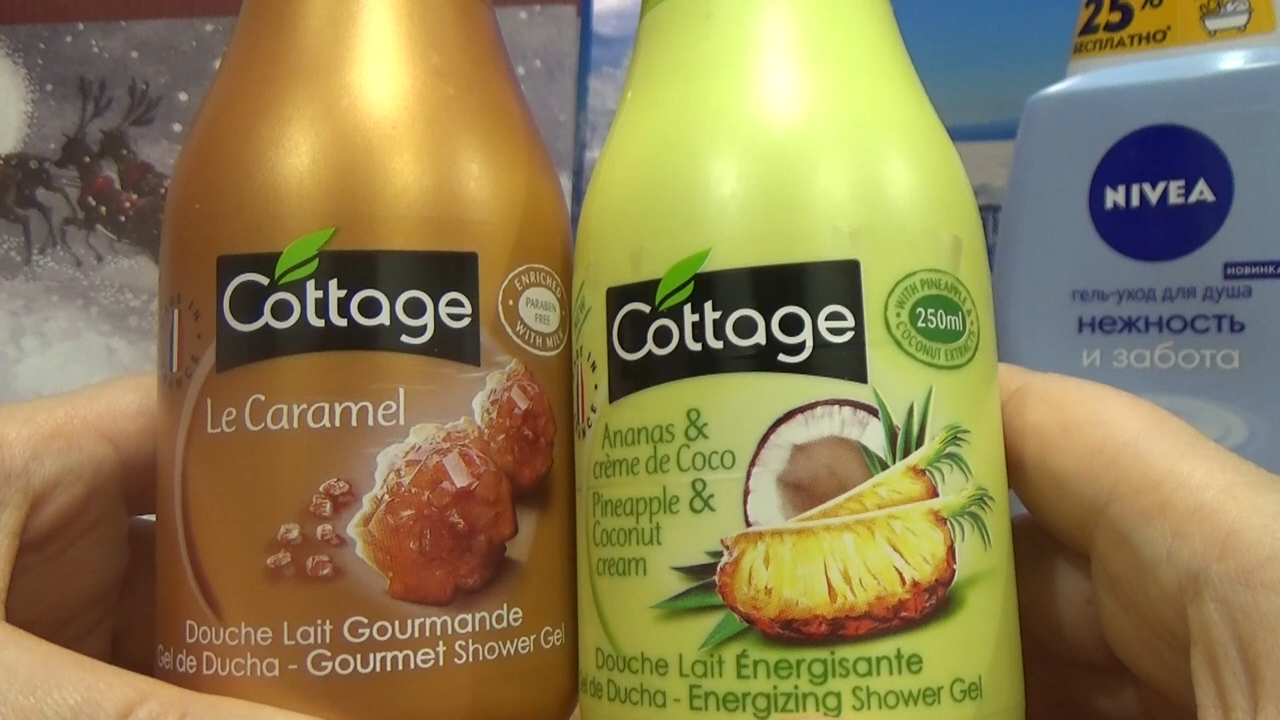 Cottage
ENRICHED
PARABEN
FREE
WITH MILK
Le Caramel
Douche Lait Gourmande
Gel de Ducha - Gourmet Shower Gel
Cottage
WITH PINEAPPLE &
250ml
COCONUT EXTRACTS
Ananas &
crème de Coco
Pineapple &
Coconut
cream
Douche Lait Énergisante
de Ducha - Energizing Shower Gel
25%
БЕСПЛАТНО*
NIVEA
НОВИНКА
гель-уход для душа
нежность
и забота